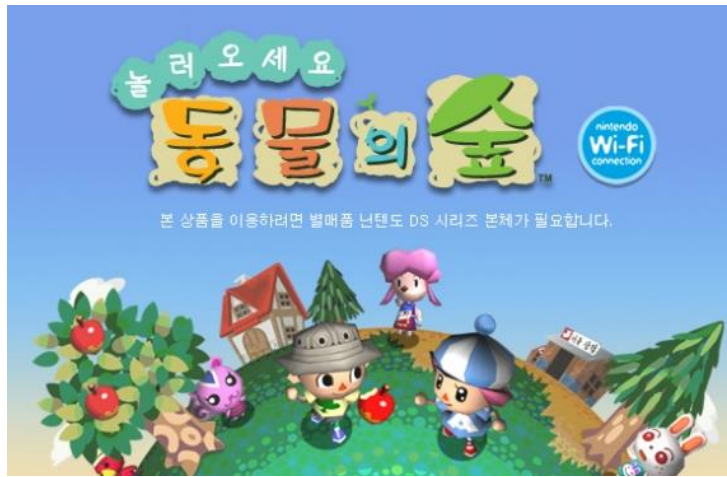 놀러오세요
동물의 숲
TM
nintendo
Wi-Fi
connection
본 상품을 이용하려면 별매품 닌텐도 DS 시리즈 본체가 필요합니다.